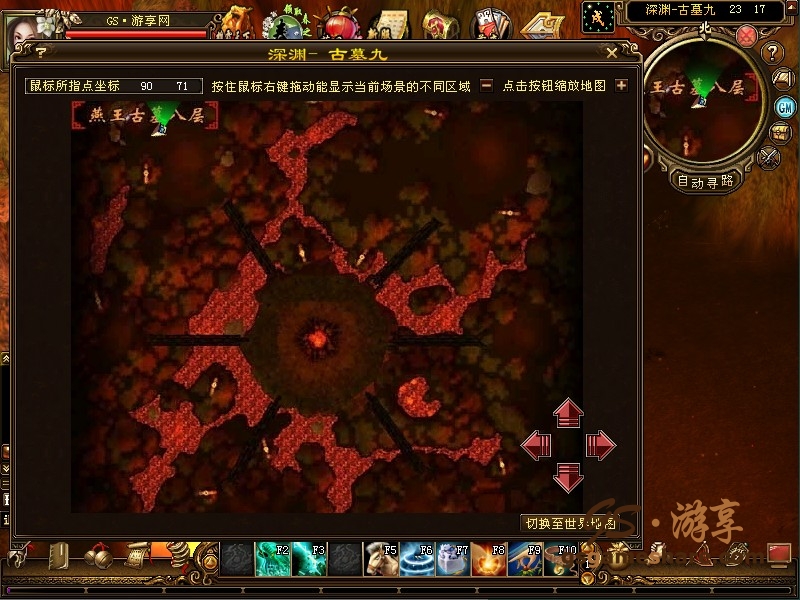 GS·游享网
深渊-古墓九 23 17
北
戌
深渊- 古墓九
?
鼠标所指点坐标 90 71
按住鼠标右键拖动能显示当前场景的不同区域
点击按钮缩放地图
燕王古墓八层
王古墓八层
GM
自动寻路
切换至世界地图
GS·游享
F2 F3 F5 F6 F7 F8 F9 F10